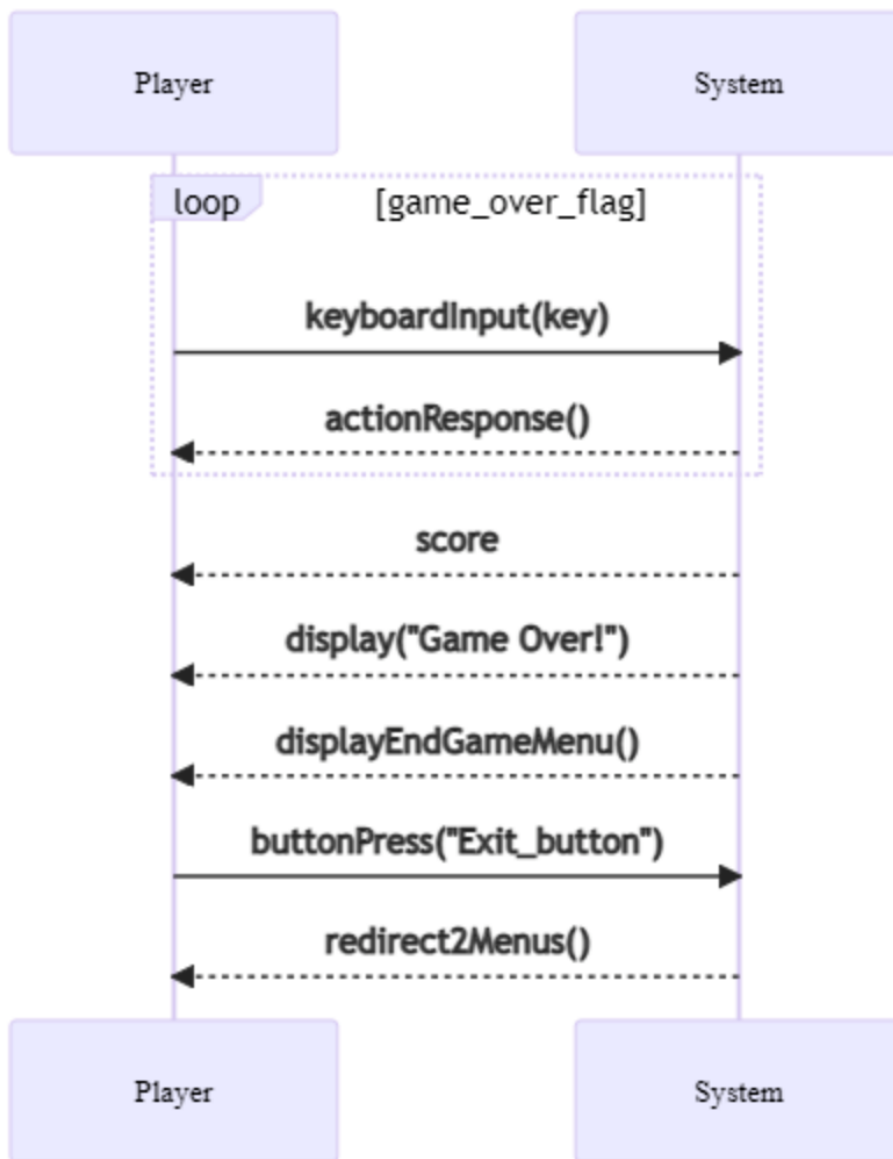 Player
System
loop
[game_over_flag]
keyboardInput(key)
actionResponse()
score
display("Game Over!")
displayEndGameMenu()
buttonPress("Exit_button")
redirect2Menus()
Player
System